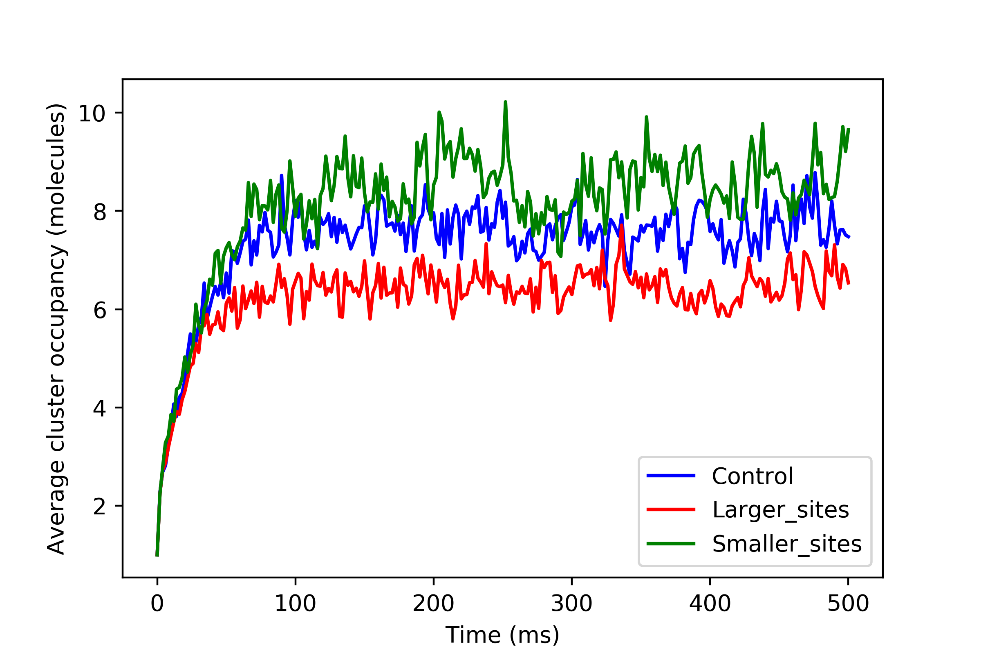 Average cluster occupancy (molecules)
10
8
6
4
2
Control
Larger_sites
Smaller_sites
0 100 200 300 400 500
Time (ms)